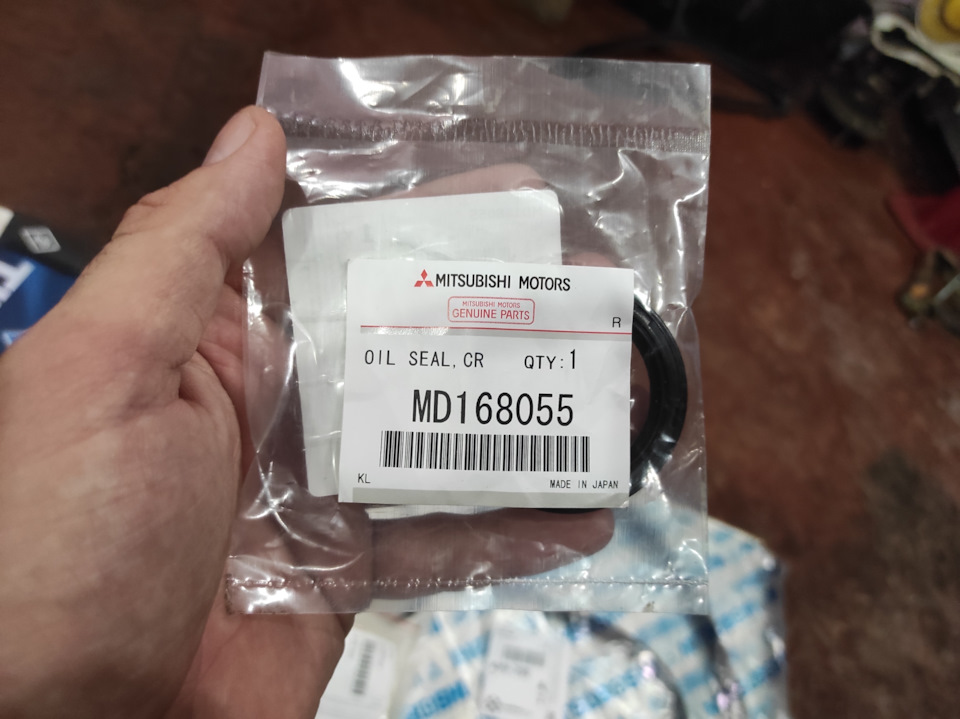 MITSUBISHI MOTORS
MITSUBISHI MOTORS
GENUINE PARTS
R
OIL SEAL,CR QTY:1
MD168055
KL MADE IN JAPAN